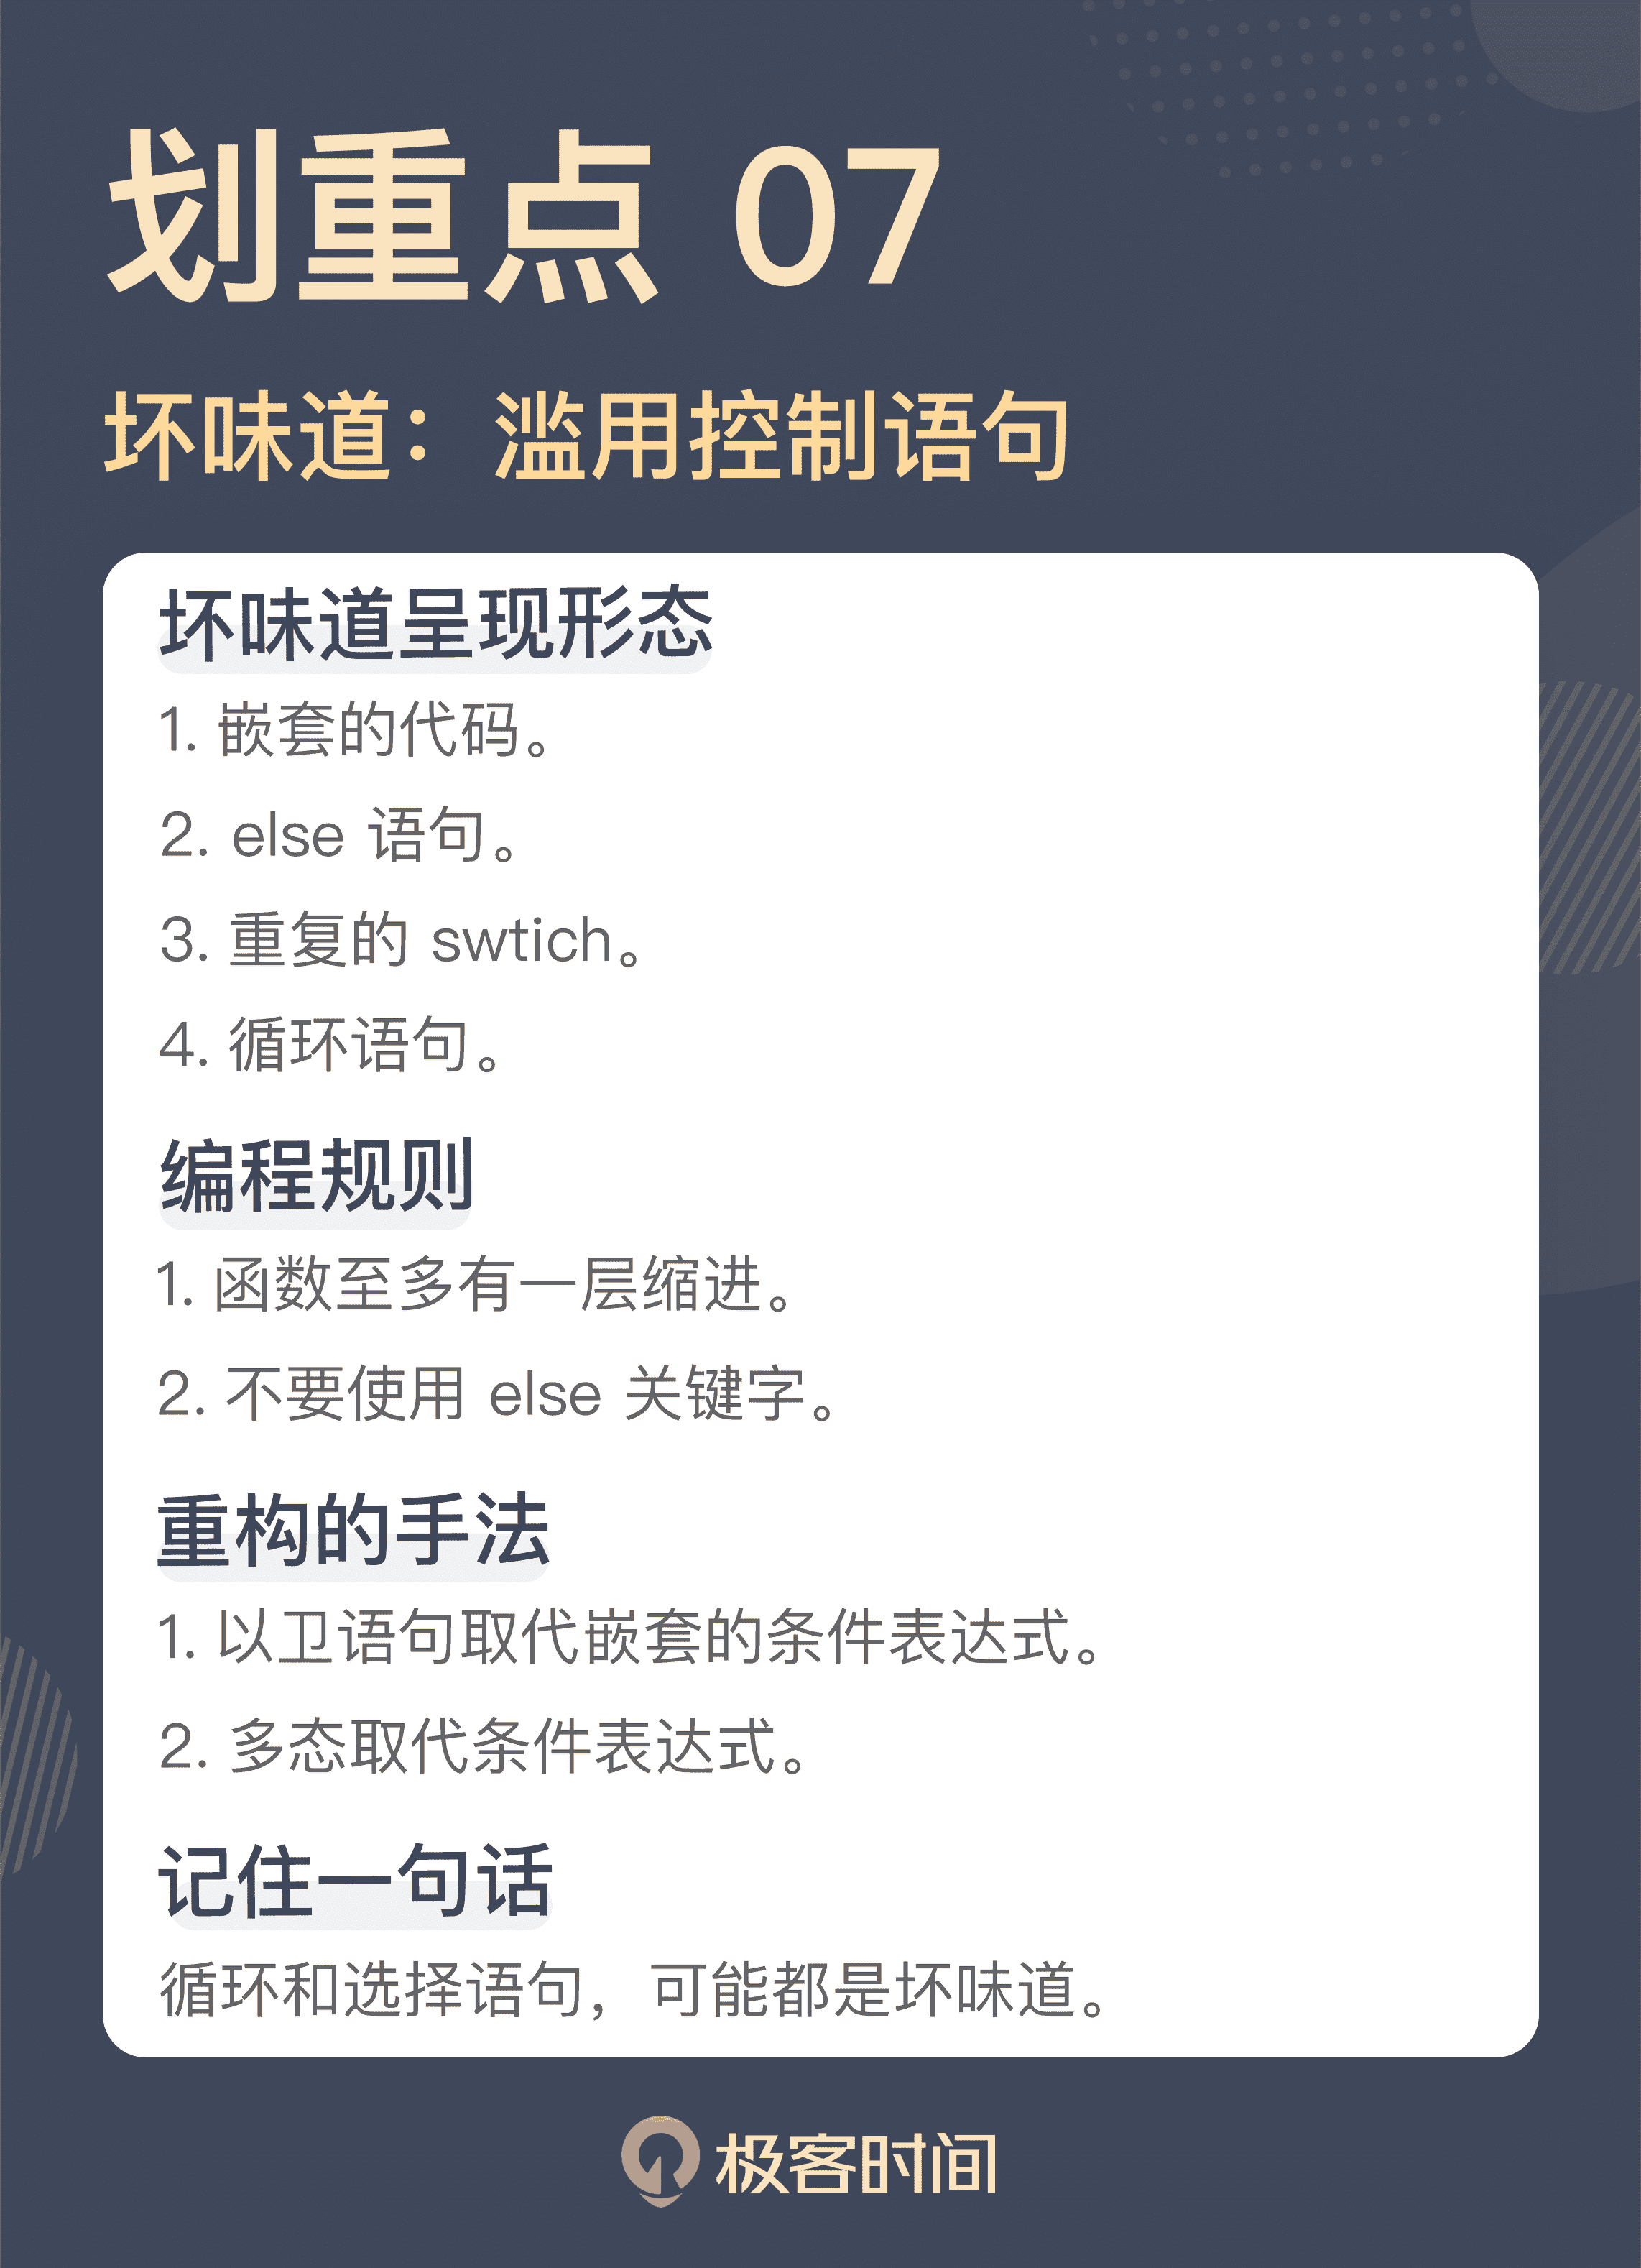 划重点 07
坏味道：滥用控制语句
坏味道呈现形态
1. 嵌套的代码。
2. else 语句。
3. 重复的 swtich。
4. 循环语句。
编程规则
1. 函数至多有一层缩进。
2. 不要使用 else 关键字。
重构的手法
1. 以卫语句取代嵌套的条件表达式。
2. 多态取代条件表达式。
记住一句话
循环和选择语句，可能都是坏味道。
极客时间